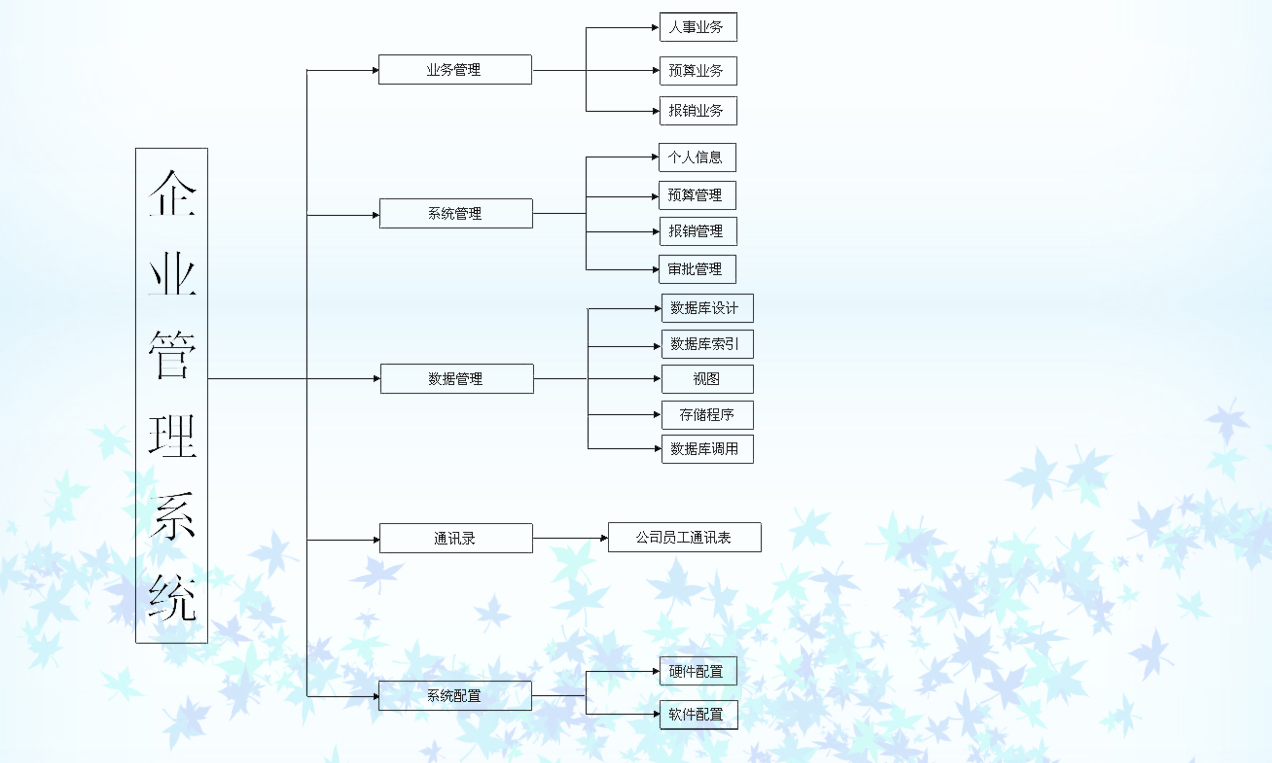 企业管理系统
业务管理
人事业务
预算业务
报销业务
系统管理
个人信息
预算管理
报销管理
审批管理
数据管理
数据库设计
数据库索引
视图
存储程序
数据库调用
通讯录
公司员工通讯表
系统配置
硬件配置
软件配置